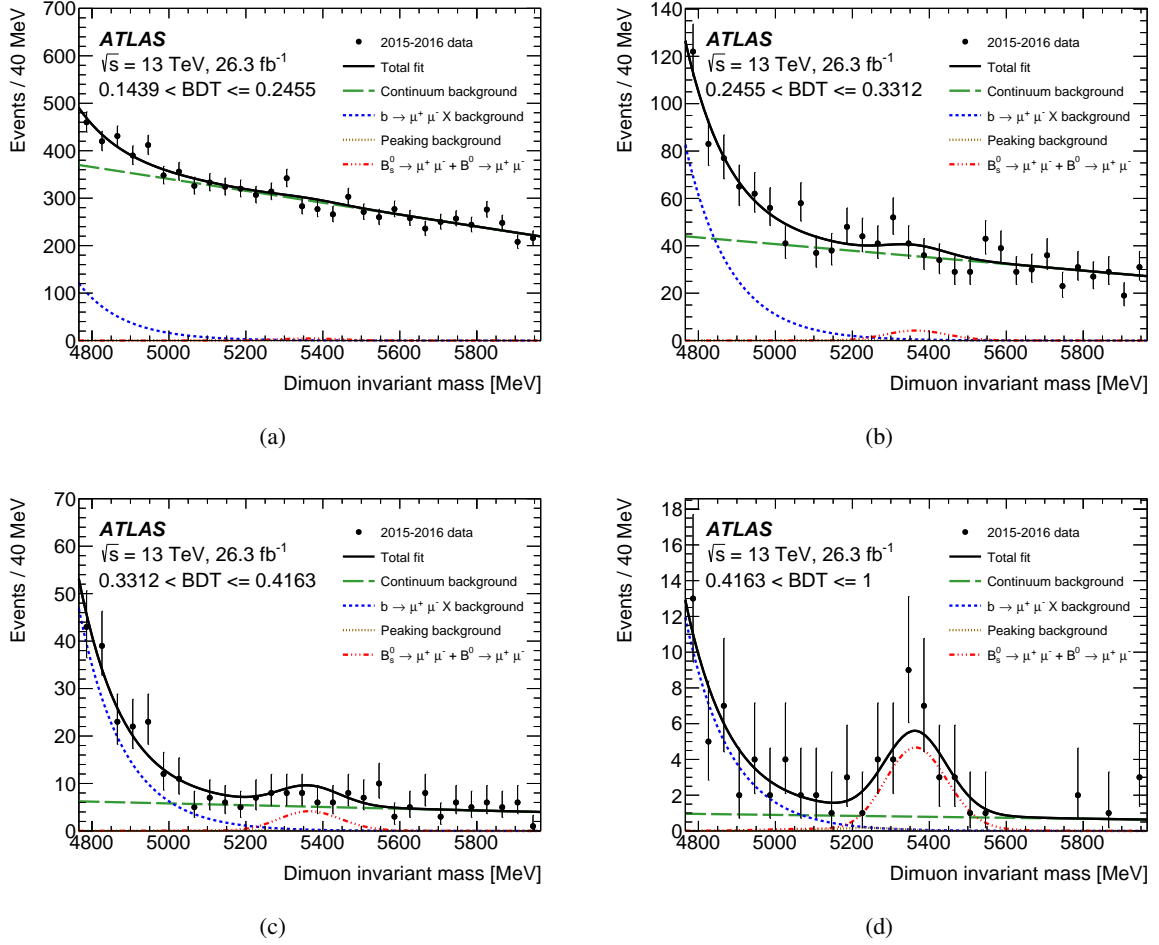 Events / 40 MeV
700
600
500
400
300
200
100
0
4800 5000 5200 5400 5600 5800
Dimuon invariant mass [MeV]
ATLAS
√s = 13 TeV, 26.3 fb⁻¹
0.1439 < BDT <= 0.2455
2015-2016 data
Total fit
Continuum background
b → μ⁺ μ⁻ X background
Peaking background
B⁰ₛ → μ⁺ μ⁻ + B⁰ → μ⁺ μ⁻
(a)
Events / 40 MeV
140
120
100
80
60
40
20
0
4800 5000 5200 5400 5600 5800
Dimuon invariant mass [MeV]
ATLAS
√s = 13 TeV, 26.3 fb⁻¹
0.2455 < BDT <= 0.3312
2015-2016 data
Total fit
Continuum background
b → μ⁺ μ⁻ X background
Peaking background
B⁰ₛ → μ⁺ μ⁻ + B⁰ → μ⁺ μ⁻
(b)
Events / 40 MeV
70
60
50
40
30
20
10
0
4800 5000 5200 5400 5600 5800
Dimuon invariant mass [MeV]
ATLAS
√s = 13 TeV, 26.3 fb⁻¹
0.3312 < BDT <= 0.4163
2015-2016 data
Total fit
Continuum background
b → μ⁺ μ⁻ X background
Peaking background
B⁰ₛ → μ⁺ μ⁻ + B⁰ → μ⁺ μ⁻
(c)
Events / 40 MeV
18
16
14
12
10
8
6
4
2
0
4800 5000 5200 5400 5600 5800
Dimuon invariant mass [MeV]
ATLAS
√s = 13 TeV, 26.3 fb⁻¹
0.4163 < BDT <= 1
2015-2016 data
Total fit
Continuum background
b → μ⁺ μ⁻ X background
Peaking background
B⁰ₛ → μ⁺ μ⁻ + B⁰ → μ⁺ μ⁻
(d)